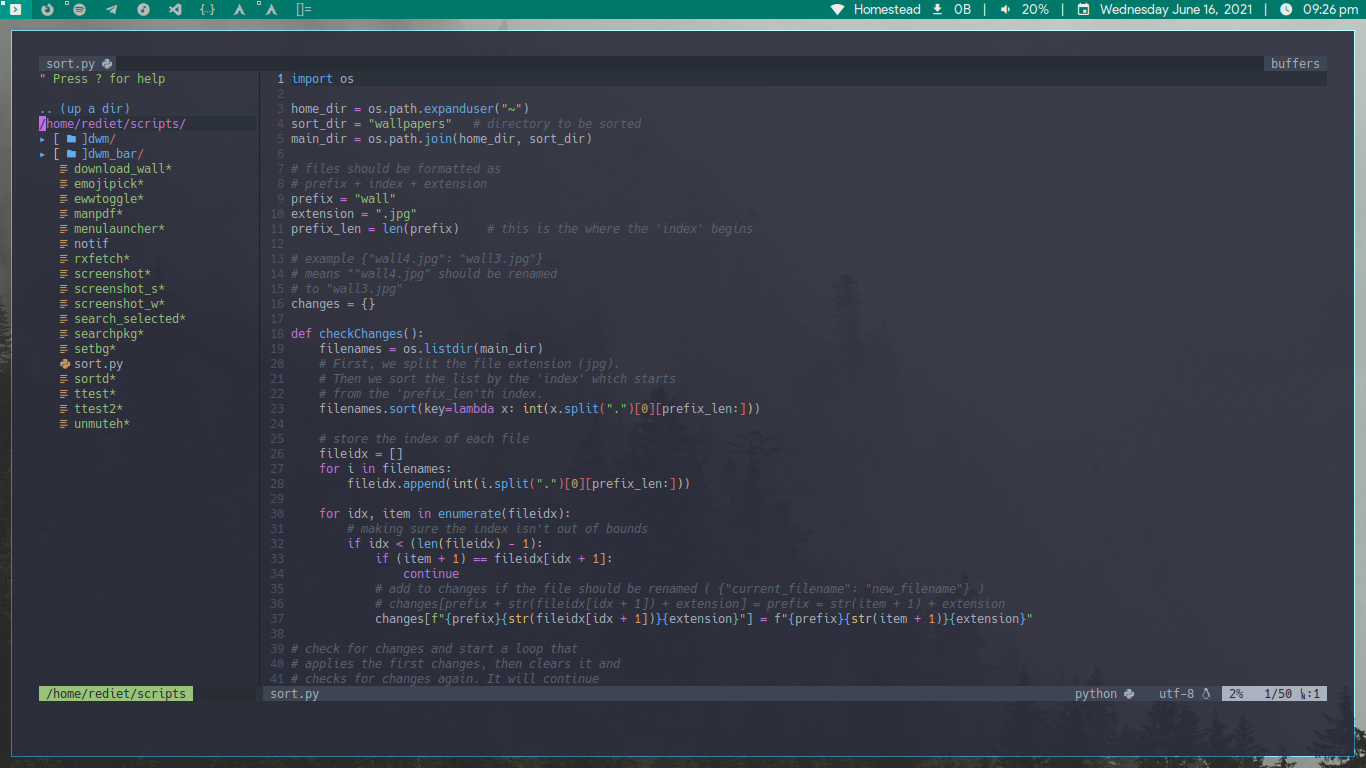 {..} []= Homestead 0B | 20% | Wednesday June 16, 2021 | 09:26 pm
sort.py buffers
" Press ? for help
.. (up a dir)
/home/rediet/scripts/
▸ [ ]dwm/
▸ [ ]dwm_bar/
download_wall*
emojipick*
ewwtoggle*
manpdf*
menulauncher*
notif
rxfetch*
screenshot*
screenshot_s*
screenshot_w*
search_selected*
searchpkg*
setbg*
sort.py
sortd*
ttest*
ttest2*
unmuteh*
1 import os
2
3 home_dir = os.path.expanduser("~")
4 sort_dir = "wallpapers"   # directory to be sorted
5 main_dir = os.path.join(home_dir, sort_dir)
6
7 # files should be formatted as
8 # prefix + index + extension
9 prefix = "wall"
10 extension = ".jpg"
11 prefix_len = len(prefix)    # this is the where the 'index' begins
12
13 # example {"wall4.jpg": "wall3.jpg"}
14 # means ""wall4.jpg" should be renamed
15 # to "wall3.jpg"
16 changes = {}
17
18 def checkChanges():
19     filenames = os.listdir(main_dir)
20     # First, we split the file extension (jpg).
21     # Then we sort the list by the 'index' which starts
22     # from the 'prefix_len'th index.
23     filenames.sort(key=lambda x: int(x.split(".")[0][prefix_len:]))
24
25     # store the index of each file
26     fileidx = []
27     for i in filenames:
28         fileidx.append(int(i.split(".")[0][prefix_len:]))
29
30     for idx, item in enumerate(fileidx):
31         # making sure the index isn't out of bounds
32         if idx < (len(fileidx) - 1):
33             if (item + 1) == fileidx[idx + 1]:
34                 continue
35             # add to changes if the file should be renamed ( {"current_filename": "new_filename"} )
36             # changes[prefix + str(fileidx[idx + 1]) + extension] = prefix = str(item + 1) + extension
37             changes[f"{prefix}{str(fileidx[idx + 1])}{extension}"] = f"{prefix}{str(item + 1)}{extension}"
38
39 # check for changes and start a loop that
40 # applies the first changes, then clears it and
41 # checks for changes again. It will continue
/home/rediet/scripts sort.py python utf-8 2% 1/50 :1